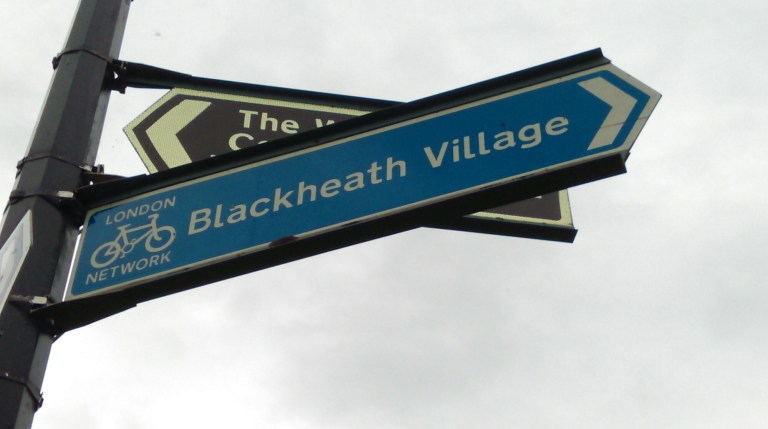 The
LONDON
NETWORK
Blackheath Village